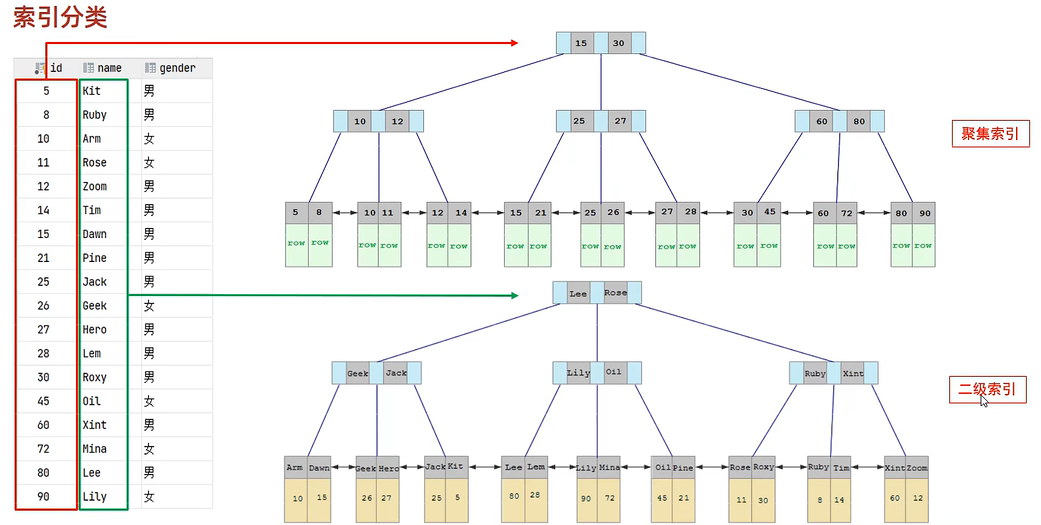 索引分类
id name gender
5 Kit 男
8 Ruby 男
10 Arm 女
11 Rose 女
12 Zoom 男
14 Tim 男
15 Dawn 男
21 Pine 男
25 Jack 男
26 Geek 女
27 Hero 男
28 Lem 男
30 Roxy 男
45 Oil 女
60 Xint 男
72 Mina 女
80 Lee 男
90 Lily 女
15 30
10 12 25 27 60 80
聚集索引
5 8 10 11 12 14 15 21 25 26 27 28 30 45 60 72 80 90
row row row row row row row row row row row row row row row row row row
Lee Rose
Geek Jack Lily Oil Ruby Xint
二级索引
Arm Dawn Geek Hero Jack Kit Lee Lem Lily Mina Oil Pine Rose Roxy Ruby Tim Xint Zoom
10 15 26 27 25 5 80 28 90 72 45 21 11 30 8 14 60 12